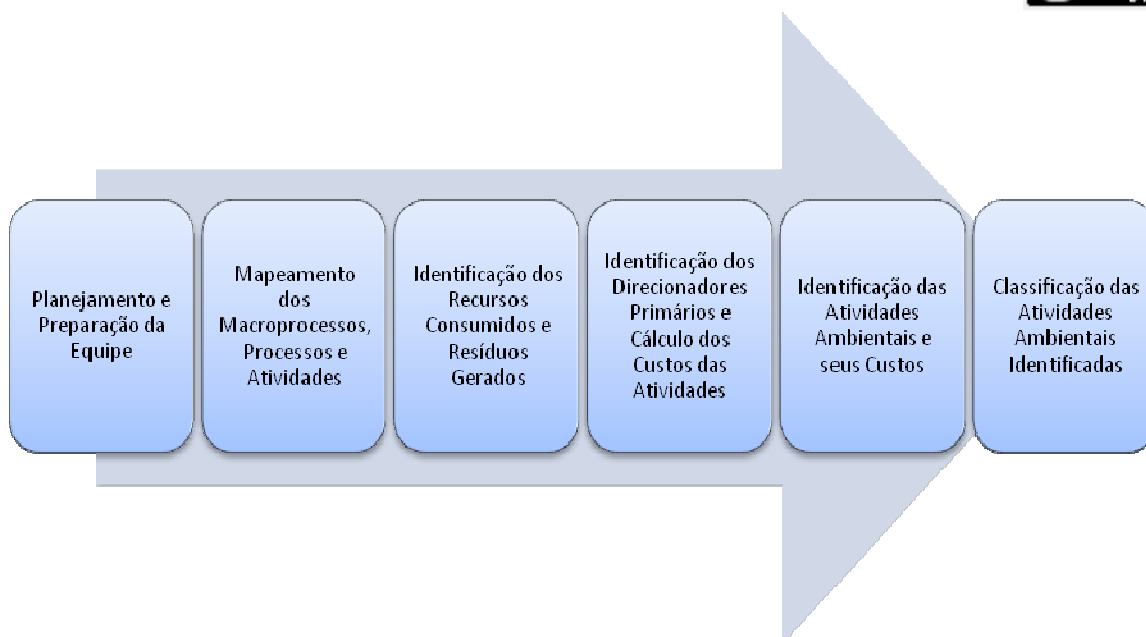 Planejamento e
Preparação da
Equipe
Mapeamento
dos
Macroprocessos,
Processos e
Atividades
Identificação dos
Recursos
Consumidos e
Resíduos
Gerados
Identificação dos
Direcionadores
Primários e
Cálculo dos
Custos das
Atividades
Identificação das
Atividades
Ambientais e
seus Custos
Classificação das
Atividades
Ambientais
Identificadas